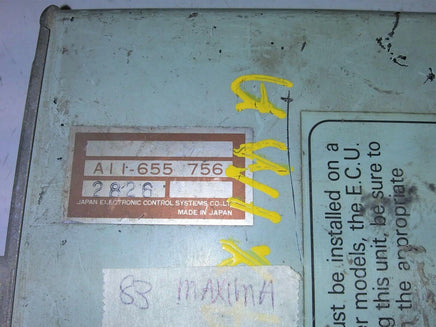 A11-655 756
2826
JAPAN ELECTRONIC CONTROL SYSTEMS CO., LTD.
MADE IN JAPAN
83 MAXIMA
ust be installed on a
er models, the E.C.U.
g this unit, be sure to
the appropriate